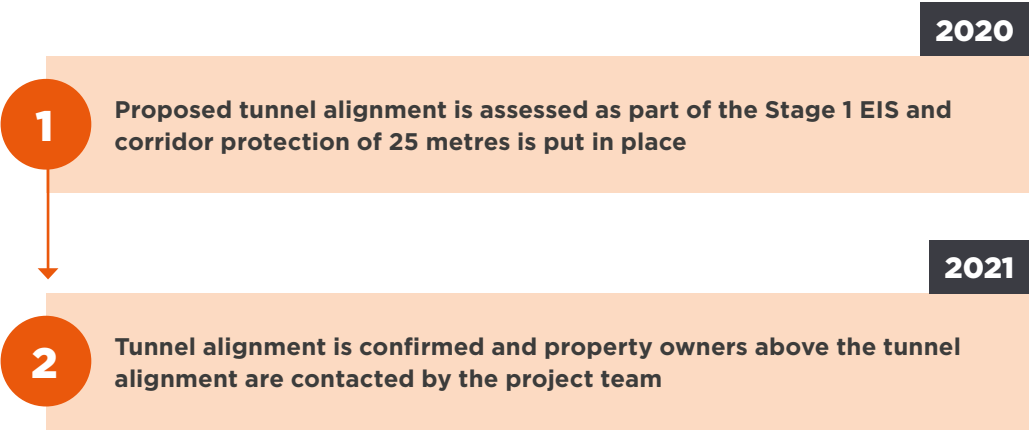 2020
1
Proposed tunnel alignment is assessed as part of the Stage 1 EIS and
corridor protection of 25 metres is put in place
2021
2
Tunnel alignment is confirmed and property owners above the tunnel
alignment are contacted by the project team